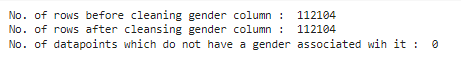 No. of rows before cleaning gender column :  112104
No. of rows after cleansing gender column :  112104
No. of datapoints which do not have a gender associated wih it :  0